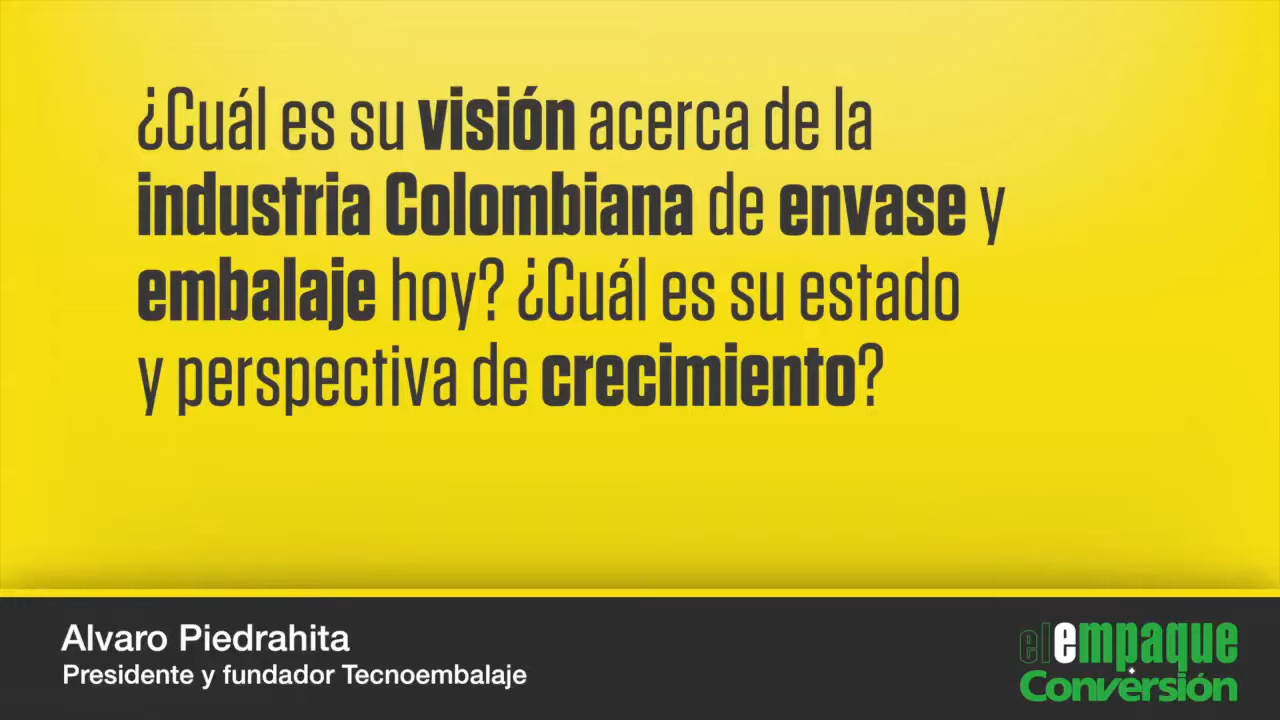 ¿Cuál es su visión acerca de la
industria Colombiana de envase y
embalaje hoy? ¿Cuál es su estado
y perspectiva de crecimiento?
Alvaro Piedrahita
Presidente y fundador Tecnoembalaje
elempaque
+
Conversión